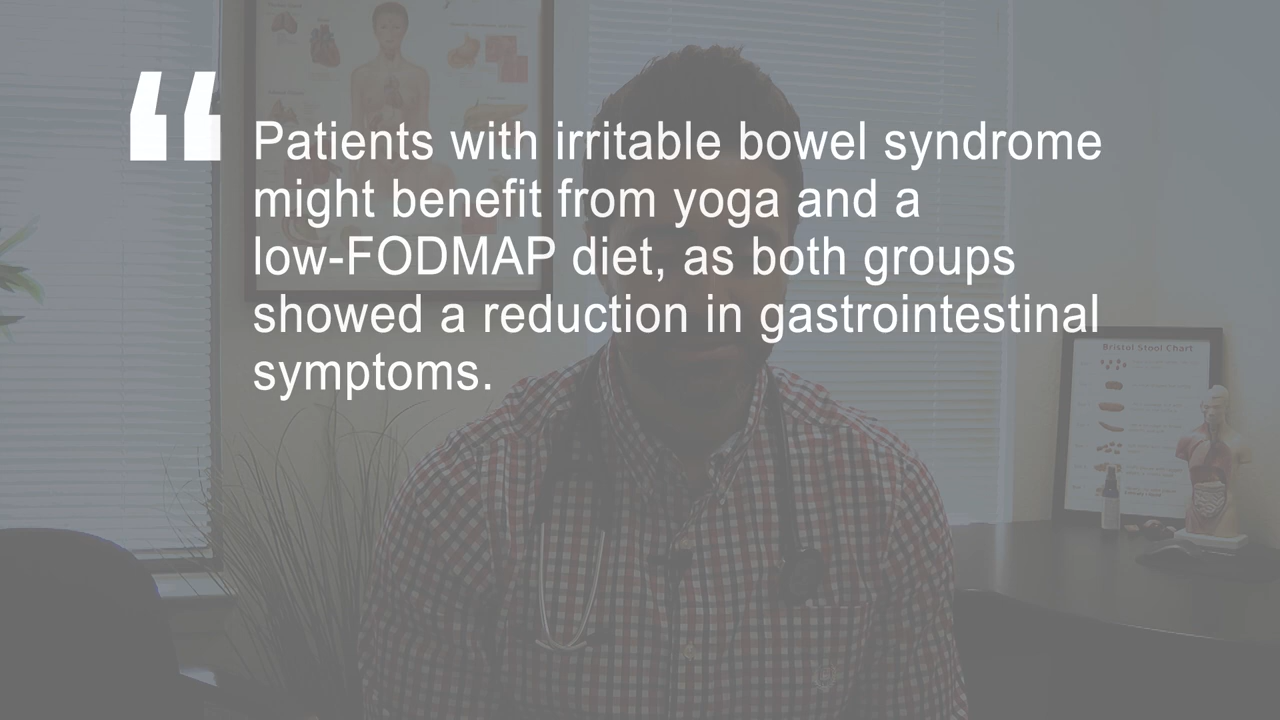 “
Patients with irritable bowel syndrome
might benefit from yoga and a
low-FODMAP diet, as both groups
showed a reduction in gastrointestinal
symptoms.
Bristol Stool Chart